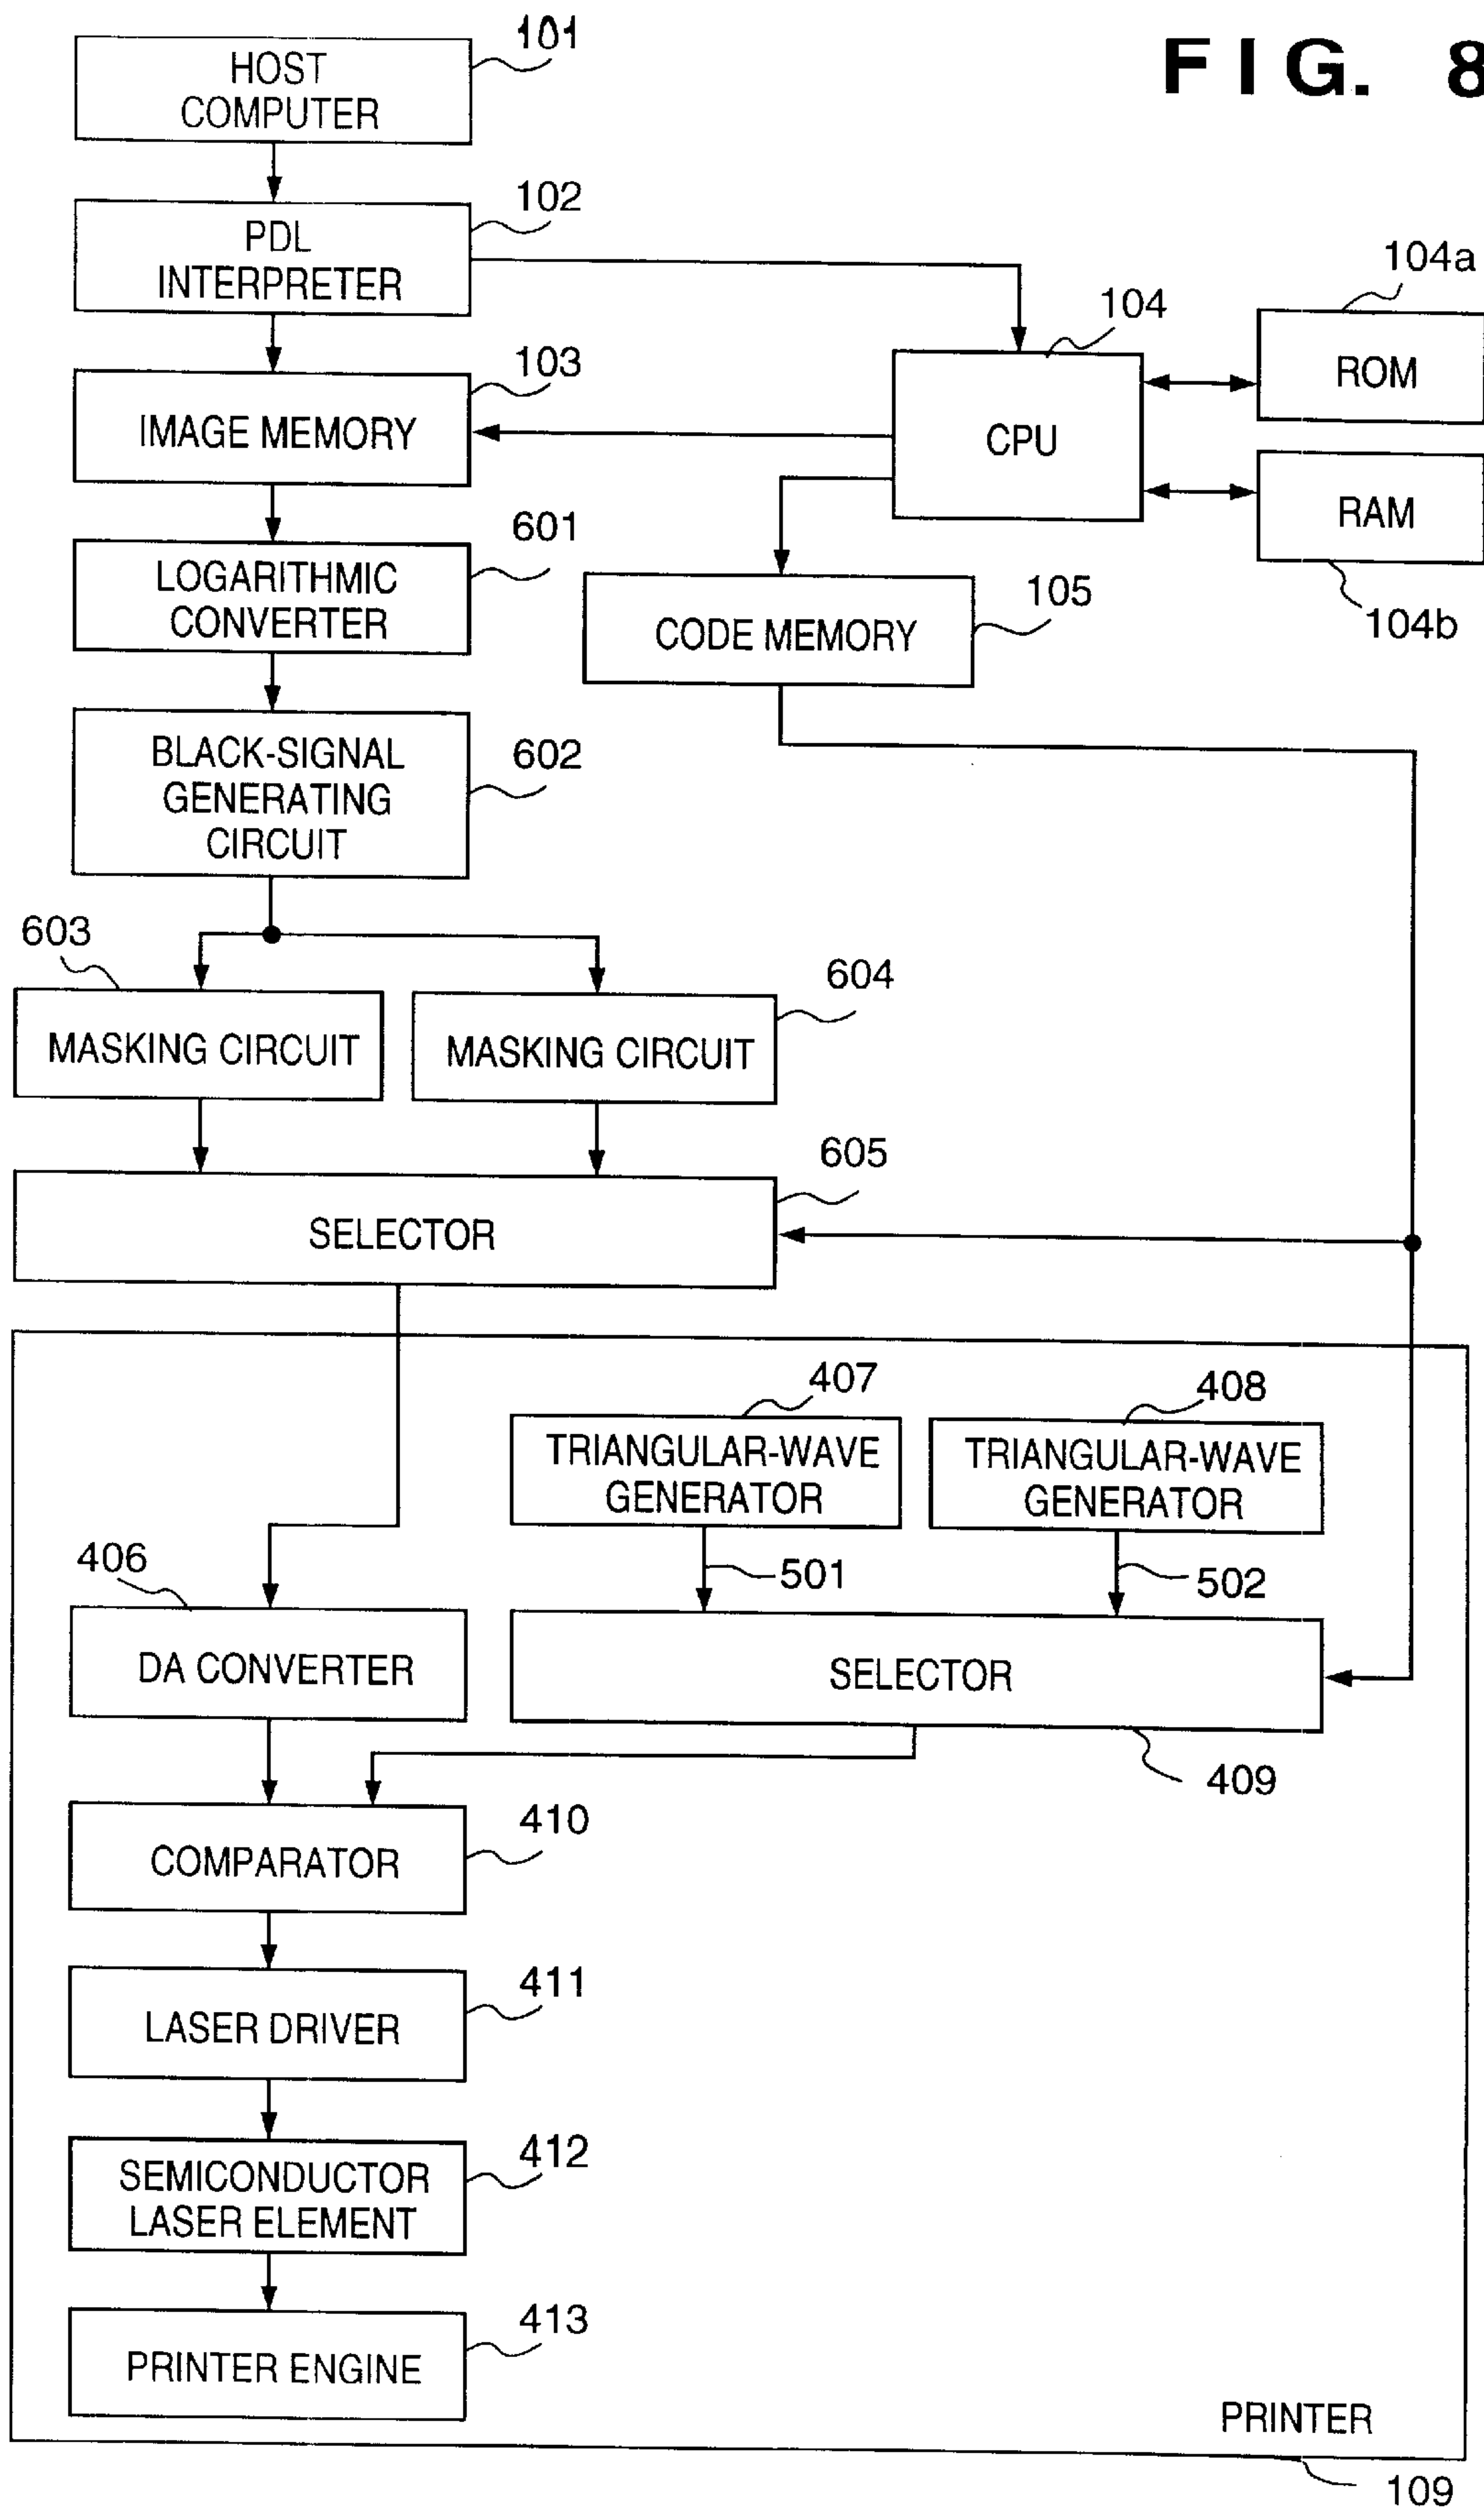 FIG. 8
101
HOST
COMPUTER
102
PDL
INTERPRETER
104a
104
ROM
103
IMAGE MEMORY
CPU
RAM
104b
601
LOGARITHMIC
CONVERTER
105
CODE MEMORY
602
BLACK-SIGNAL
GENERATING
CIRCUIT
603
604
MASKING CIRCUIT
MASKING CIRCUIT
605
SELECTOR
407
408
TRIANGULAR-WAVE
GENERATOR
TRIANGULAR-WAVE
GENERATOR
406
501
502
DA CONVERTER
SELECTOR
409
410
COMPARATOR
411
LASER DRIVER
412
SEMICONDUCTOR
LASER ELEMENT
413
PRINTER ENGINE
PRINTER
109